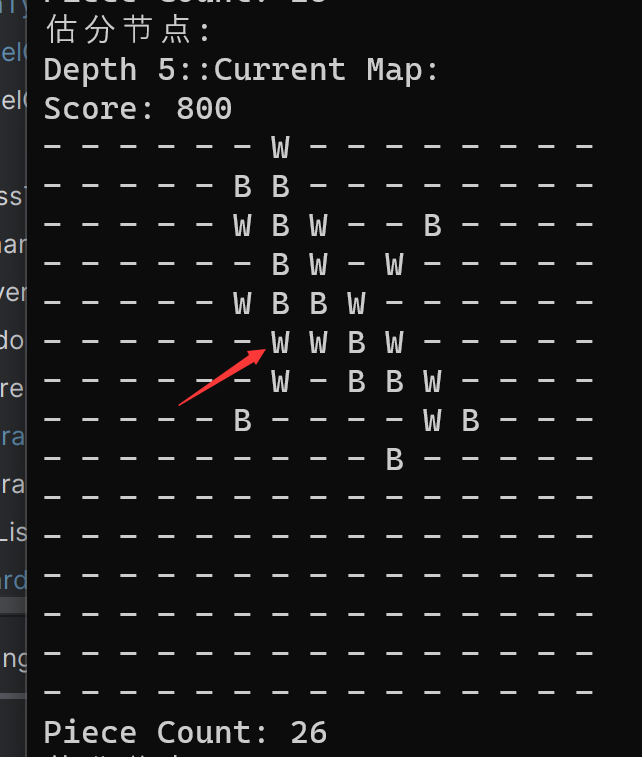 估分节点:
Depth 5::Current Map:
Score: 800
- - - - - - W - - - - - - - -
- - - - - B B - - - - - - - -
- - - - - W B W - - B - - - -
- - - - - - B W - W - - - - -
- - - - - W B B W - - - - - -
- - - - - - W W B W - - - - -
- - - - - - W - B B W - - - -
- - - - - B - - - - W B - - -
- - - - - - - - - B - - - - -
- - - - - - - - - - - - - - -
- - - - - - - - - - - - - - -
- - - - - - - - - - - - - - -
- - - - - - - - - - - - - - -
- - - - - - - - - - - - - - -
- - - - - - - - - - - - - - -
Piece Count: 26